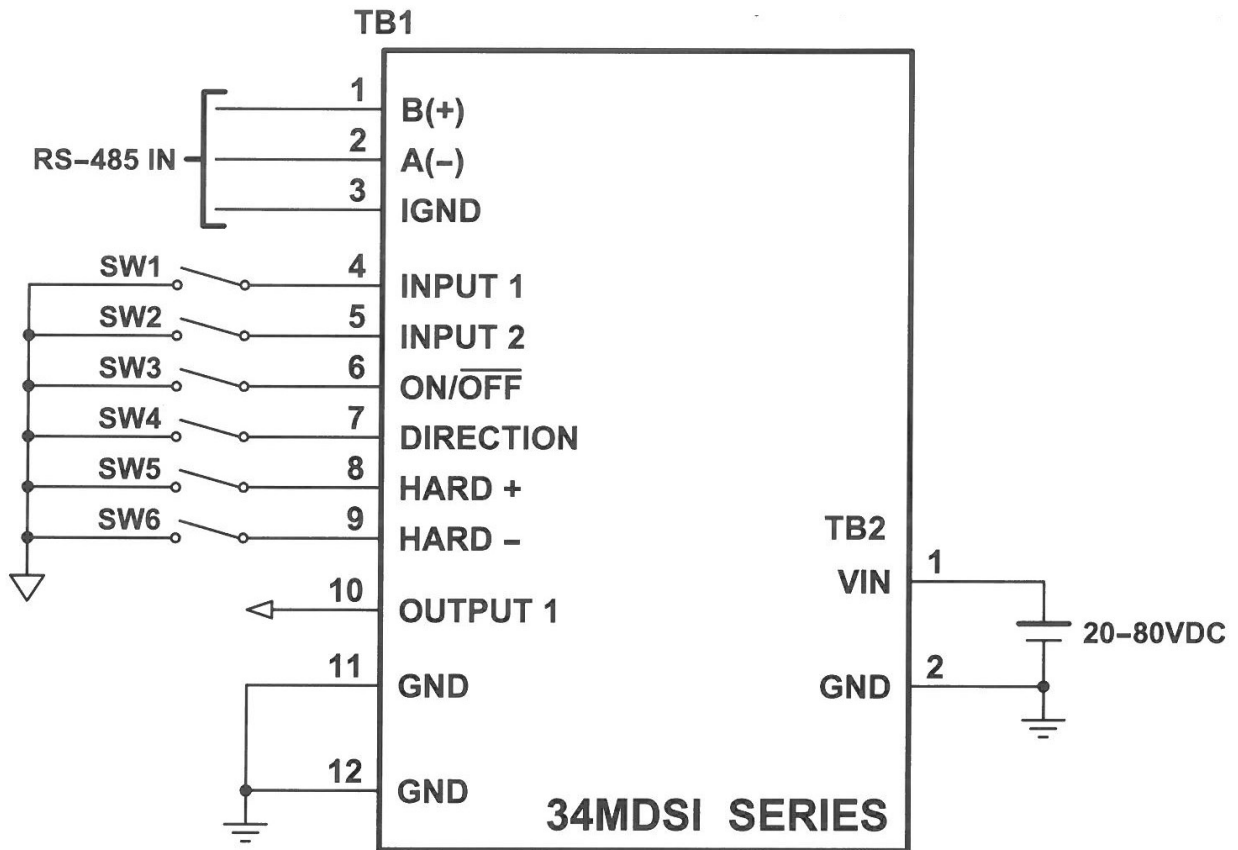 TB1
1 B(+)
RS-485 IN 2 A(-)
3 IGND
SW1 4 INPUT 1
SW2 5 INPUT 2
SW3 6 ON/OFF
SW4 7 DIRECTION
SW5 8 HARD +
SW6 9 HARD -
TB2
1 VIN
10 OUTPUT 1
20-80VDC
11 GND
2 GND
12 GND
34MDSI SERIES